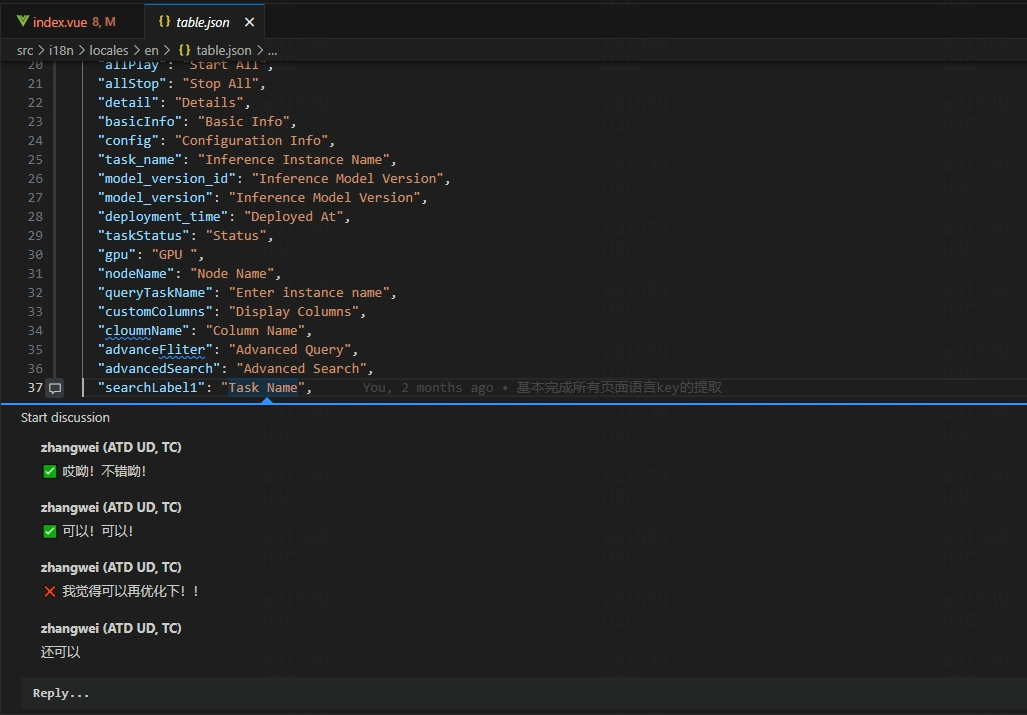 index.vue 8, M
{} table.json ×
src > i18n > locales > en > {} table.json > ...
20 "allPlay": "Start All",
21 "allStop": "Stop All",
22 "detail": "Details",
23 "basicInfo": "Basic Info",
24 "config": "Configuration Info",
25 "task_name": "Inference Instance Name",
26 "model_version_id": "Inference Model Version",
27 "model_version": "Inference Model Version",
28 "deployment_time": "Deployed At",
29 "taskStatus": "Status",
30 "gpu": "GPU ",
31 "nodeName": "Node Name",
32 "queryTaskName": "Enter instance name",
33 "customColumns": "Display Columns",
34 "cloumnName": "Column Name",
35 "advanceFliter": "Advanced Query",
36 "advancedSearch": "Advanced Search",
37 "searchLabel1": "Task Name", You, 2 months ago • 基本完成所有页面语言key的提取
Start discussion
zhangwei (ATD UD, TC)
✅ 哎呦！不错呦！
zhangwei (ATD UD, TC)
✅ 可以！可以！
zhangwei (ATD UD, TC)
❌ 我觉得可以再优化下！！
zhangwei (ATD UD, TC)
还可以
Reply...